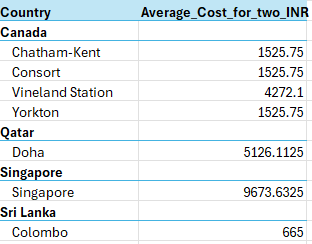 Country Average_Cost_for_two_INR
Canada
Chatham-Kent 1525.75
Consort 1525.75
Vineland Station 4272.1
Yorkton 1525.75
Qatar
Doha 5126.1125
Singapore
Singapore 9673.6325
Sri Lanka
Colombo 665